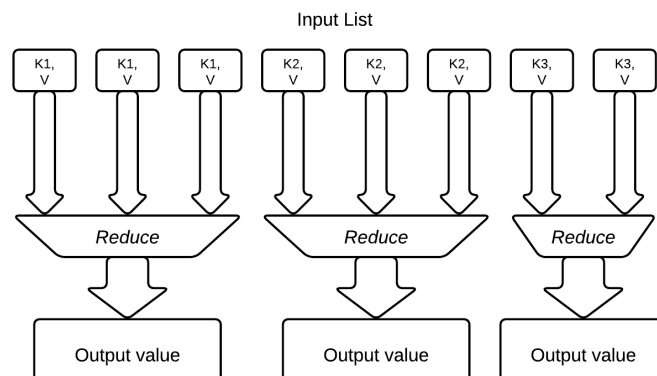 Input List
K1,
V
K1,
V
K1,
V
K2,
V
K2,
V
K2,
V
K3,
V
K3,
V
Reduce
Reduce
Reduce
Output value
Output value
Output value